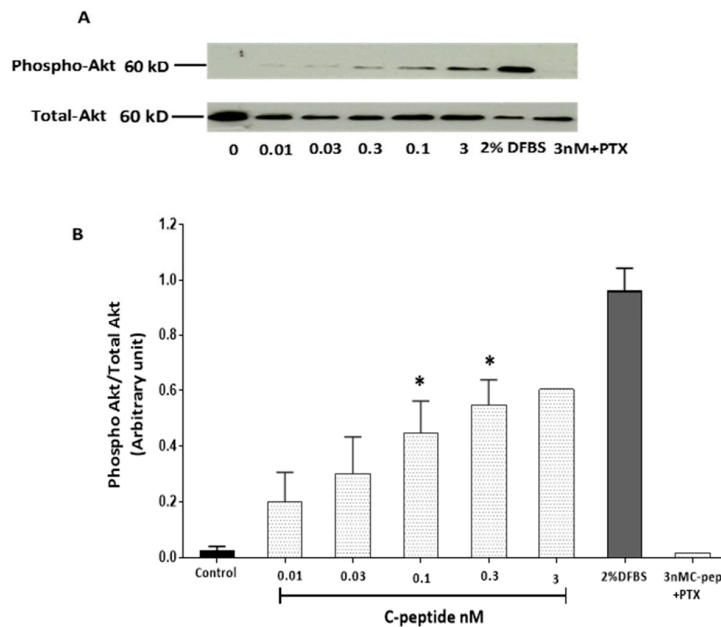 A
Phospho-Akt 60 kD
Total-Akt 60 kD
0 0.01 0.03 0.3 0.1 3 2% DFBS 3nM+PTX
B
Phospho Akt/Total Akt
(Arbitrary unit)
1.2
1.0
0.8
0.6
0.4
0.2
0.0
* *
Control 0.01 0.03 0.1 0.3 3 2%DFBS 3nMC-pep
+PTX
C-peptide nM